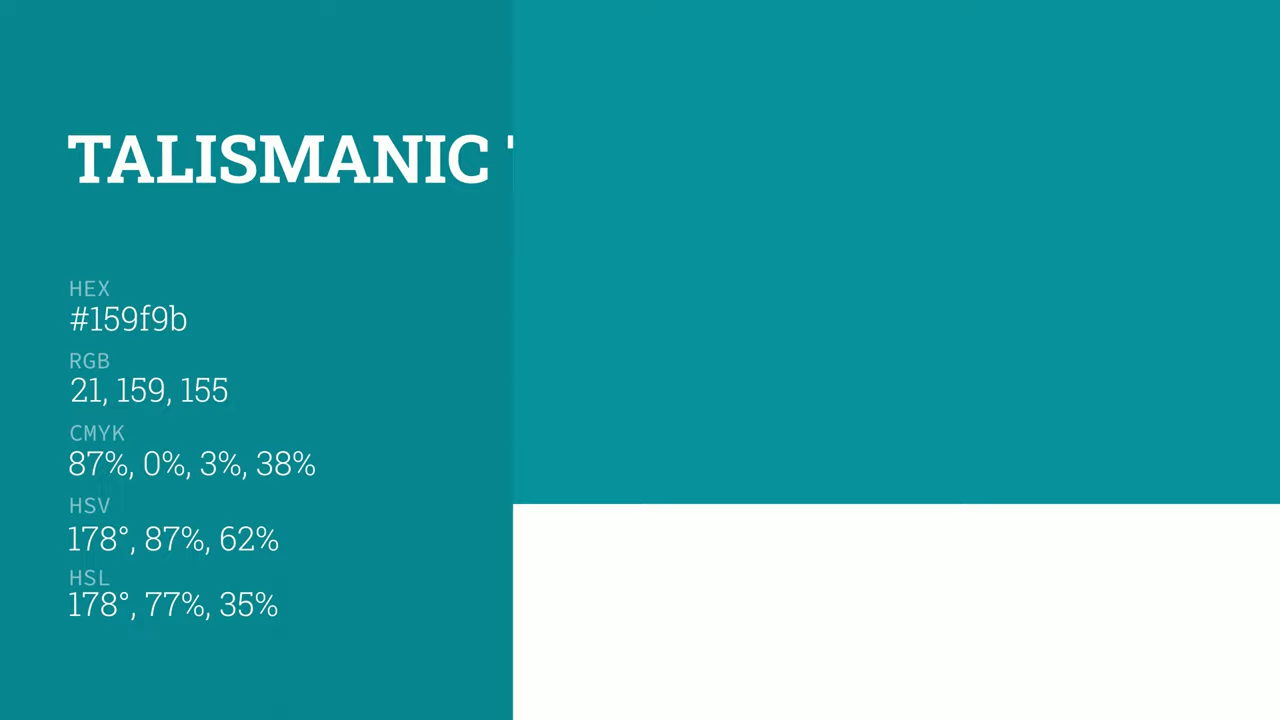 TALISMANIC
HEX
#159f9b
RGB
21, 159, 155
CMYK
87%, 0%, 3%, 38%
HSV
178°, 87%, 62%
HSL
178°, 77%, 35%